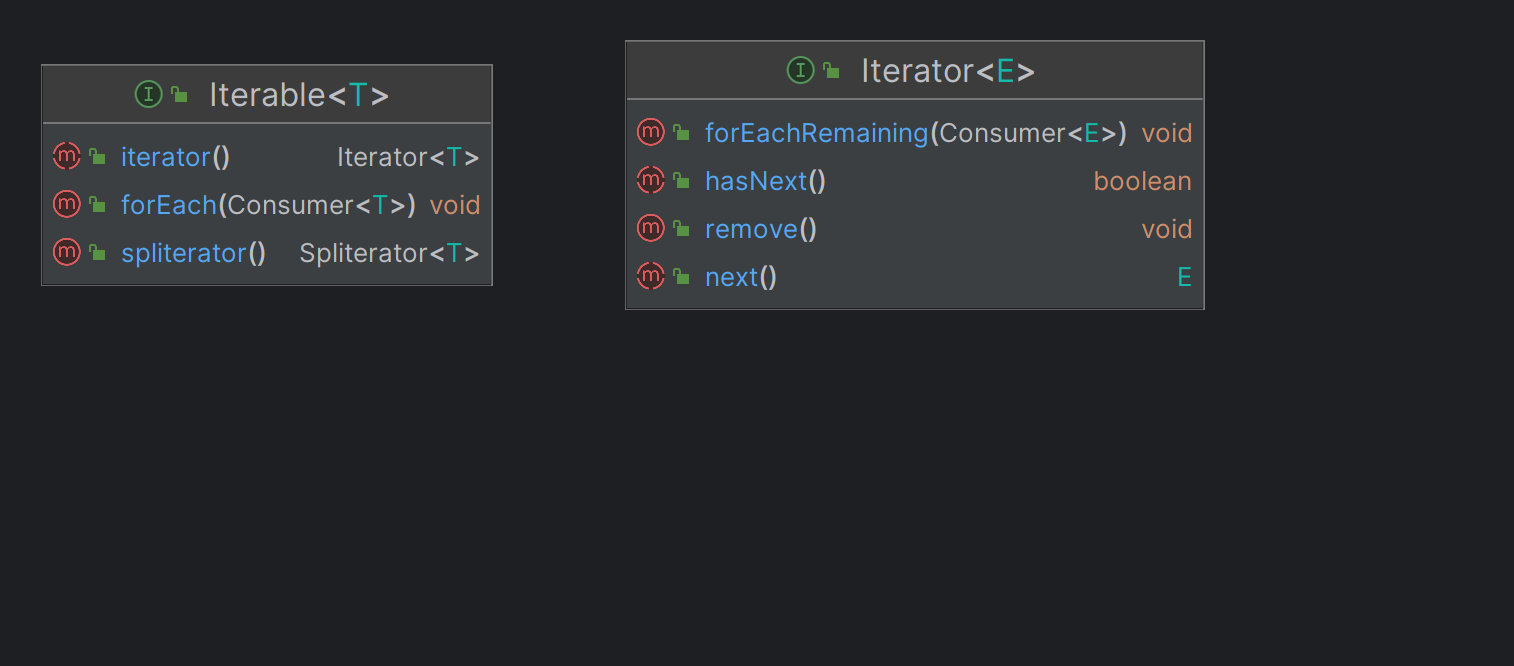 Iterable<T>
iterator() Iterator<T>
forEach(Consumer<T>) void
spliterator() Spliterator<T>
Iterator<E>
forEachRemaining(Consumer<E>) void
hasNext() boolean
remove() void
next() E